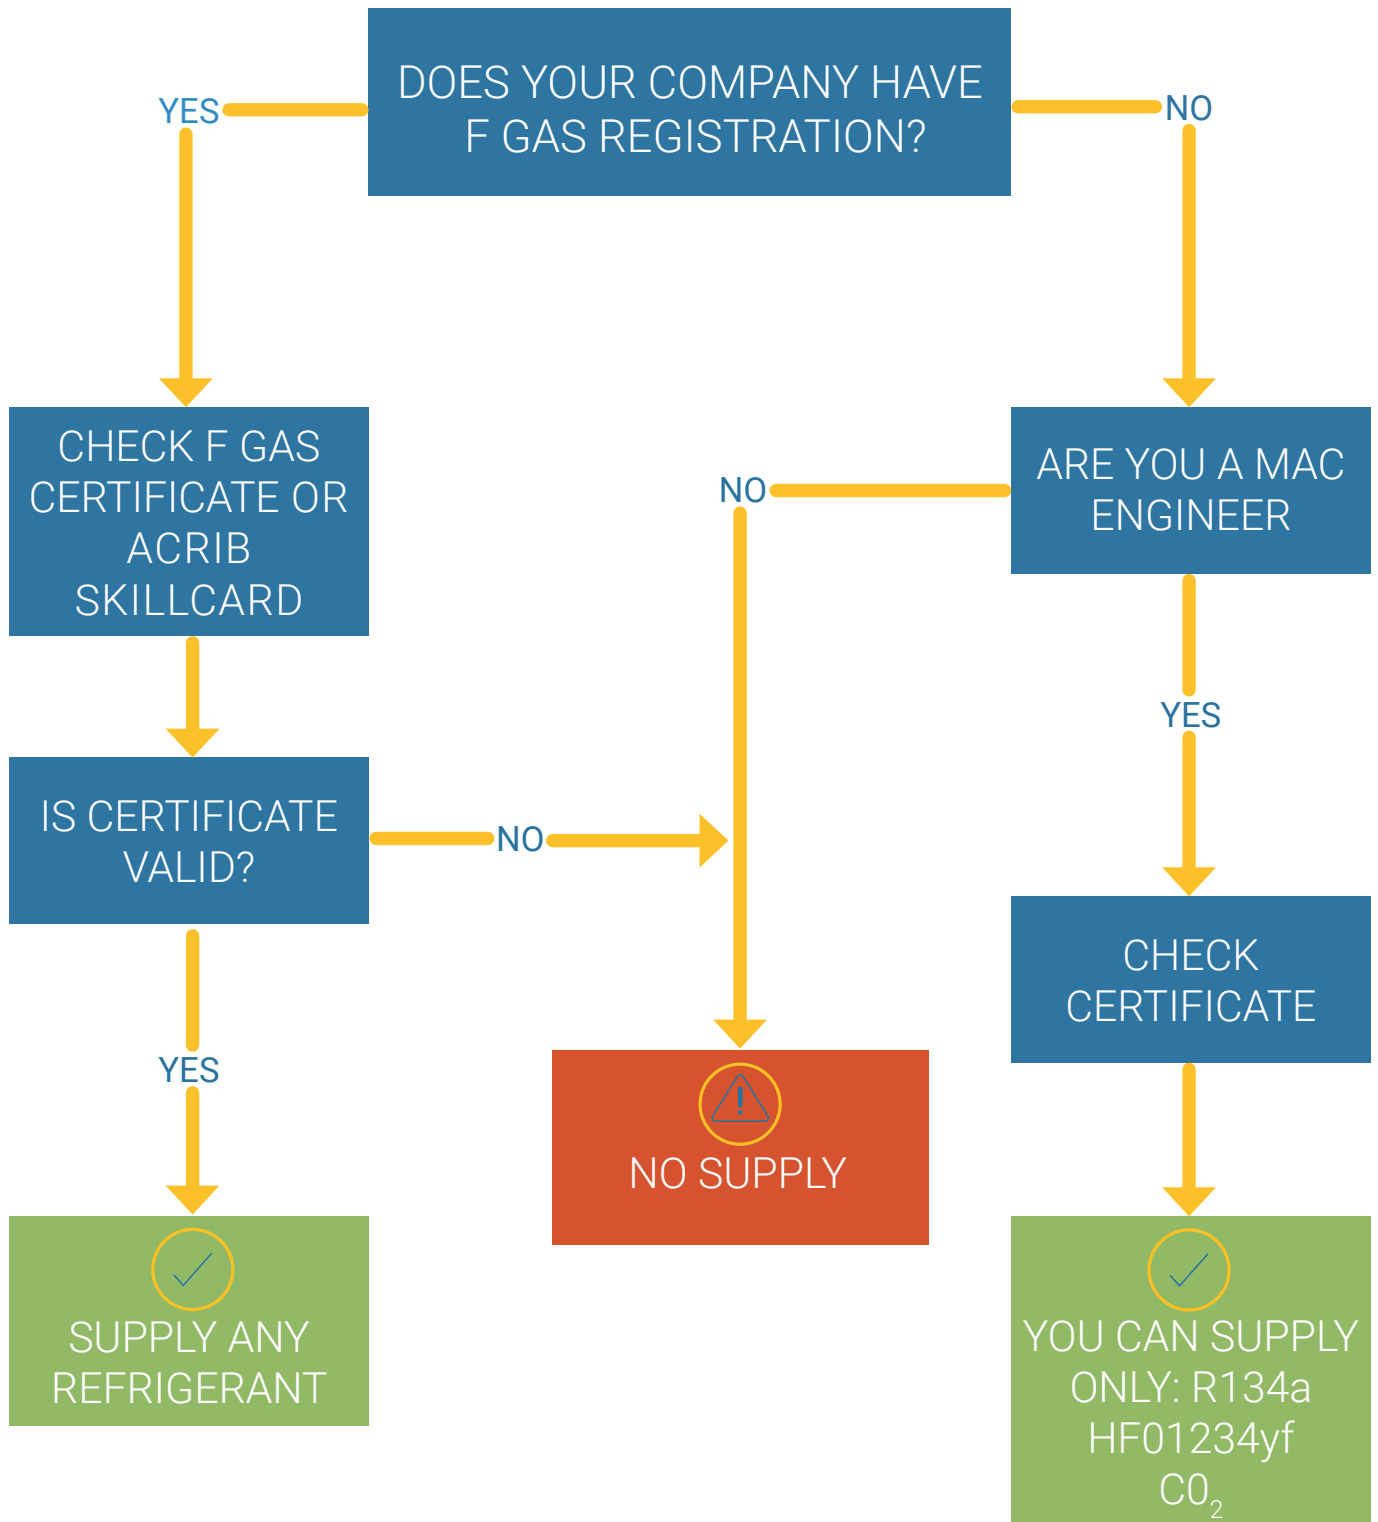 DOES YOUR COMPANY HAVE
F GAS REGISTRATION?
YES
NO
CHECK F GAS
CERTIFICATE OR
ACRIB
SKILLCARD
ARE YOU A MAC
ENGINEER
NO
YES
IS CERTIFICATE
VALID?
NO
CHECK
CERTIFICATE
YES
NO SUPPLY
SUPPLY ANY
REFRIGERANT
YOU CAN SUPPLY
ONLY: R134a
HF01234yf
C0₂